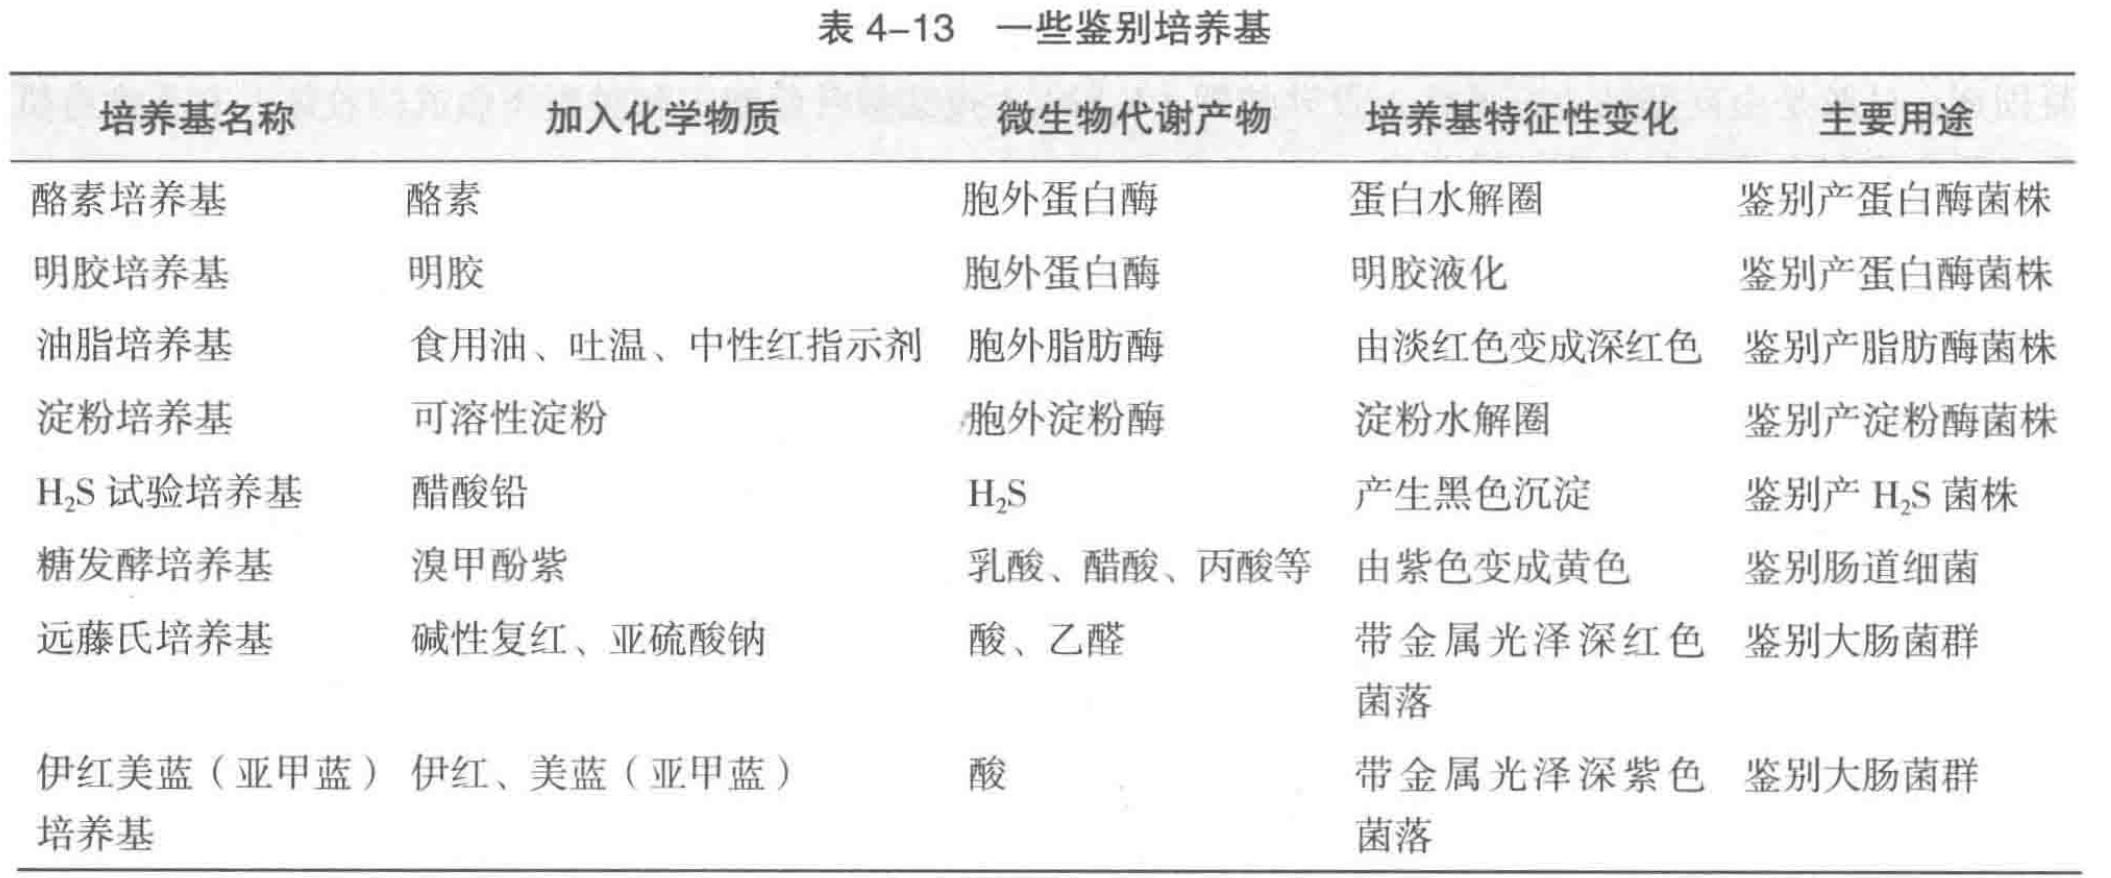 表 4-13 一些鉴别培养基
培养基名称 加入化学物质 微生物代谢产物 培养基特征性变化 主要用途
酪素培养基 酪素 胞外蛋白酶 蛋白水解圈 鉴别产蛋白酶菌株
明胶培养基 明胶 胞外蛋白酶 明胶液化 鉴别产蛋白酶菌株
油脂培养基 食用油、吐温、中性红指示剂 胞外脂肪酶 由淡红色变成深红色 鉴别产脂肪酶菌株
淀粉培养基 可溶性淀粉 胞外淀粉酶 淀粉水解圈 鉴别产淀粉酶菌株
H₂S 试验培养基 醋酸铅 H₂S 产生黑色沉淀 鉴别产 H₂S 菌株
糖发酵培养基 溴甲酚紫 乳酸、醋酸、丙酸等 由紫色变成黄色 鉴别肠道细菌
远藤氏培养基 碱性复红、亚硫酸钠 酸、乙醛 带金属光泽深红色 鉴别大肠菌群
菌落
伊红美蓝（亚甲蓝） 伊红、美蓝（亚甲蓝） 酸 带金属光泽深紫色 鉴别大肠菌群
培养基 菌落